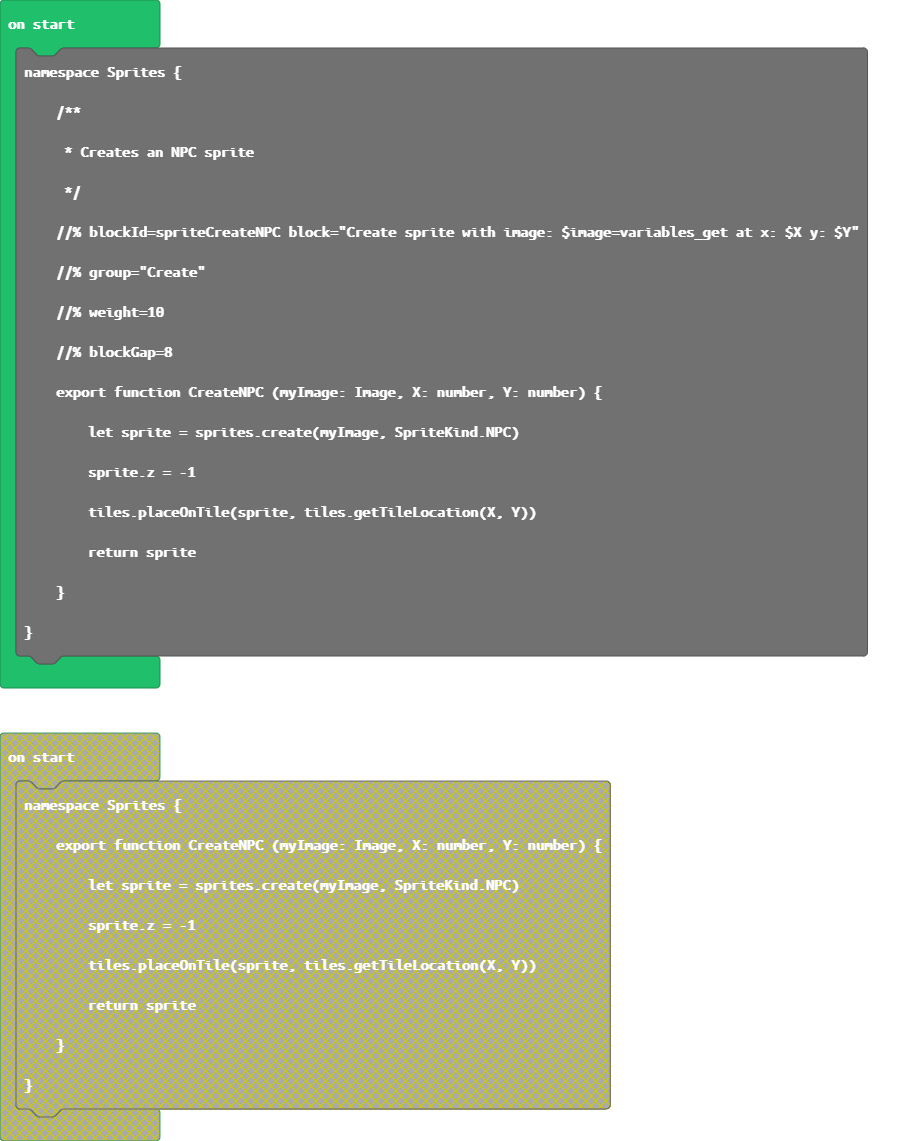 on start
namespace Sprites {
/**
* Creates an NPC sprite
*/
//% blockId=spriteCreateNPC block="Create sprite with image: $image=variables_get at x: $X y: $Y"
//% group="Create"
//% weight=10
//% blockGap=8
export function CreateNPC (myImage: Image, X: number, Y: number) {
let sprite = sprites.create(myImage, SpriteKind.NPC)
sprite.z = -1
tiles.placeOnTile(sprite, tiles.getTileLocation(X, Y))
return sprite
}
}
on start
namespace Sprites {
export function CreateNPC (myImage: Image, X: number, Y: number) {
let sprite = sprites.create(myImage, SpriteKind.NPC)
sprite.z = -1
tiles.placeOnTile(sprite, tiles.getTileLocation(X, Y))
return sprite
}
}